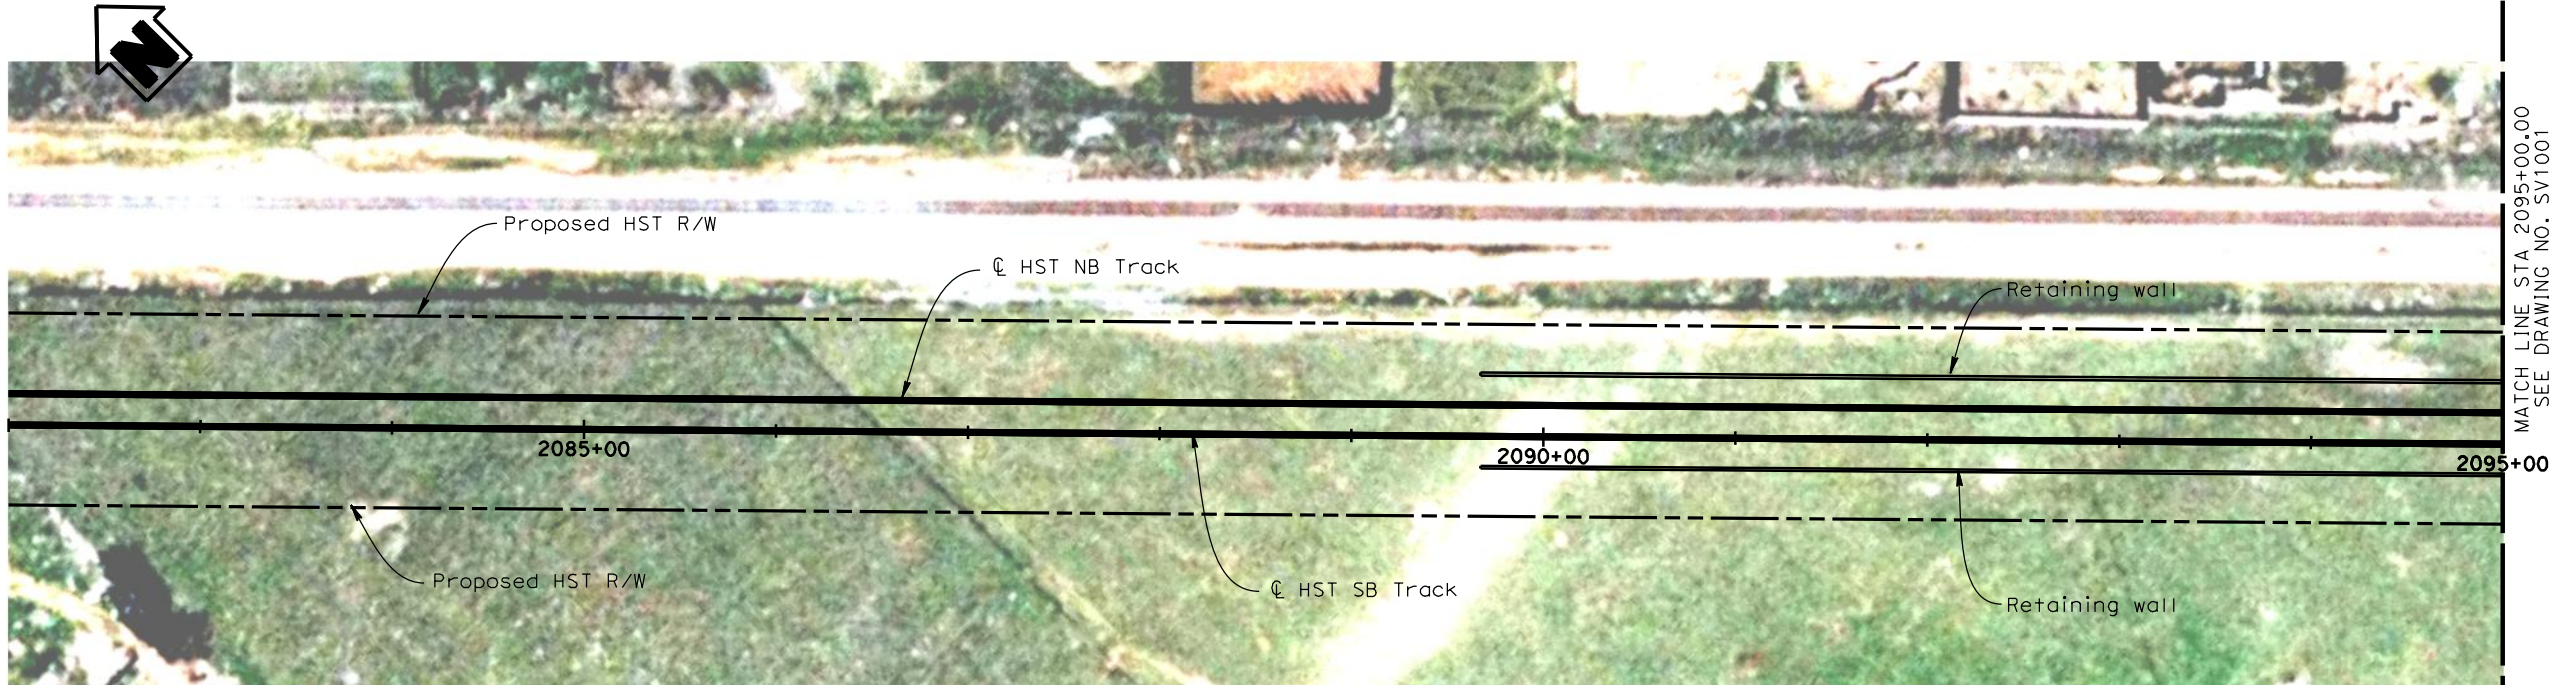 N
Proposed HST R/W
℄ HST NB Track
Retaining wall
2085+00
2090+00
2095+00
Proposed HST R/W
℄ HST SB Track
Retaining wall
MATCH LINE STA 2095+00.00
SEE DRAWING NO. SV1001